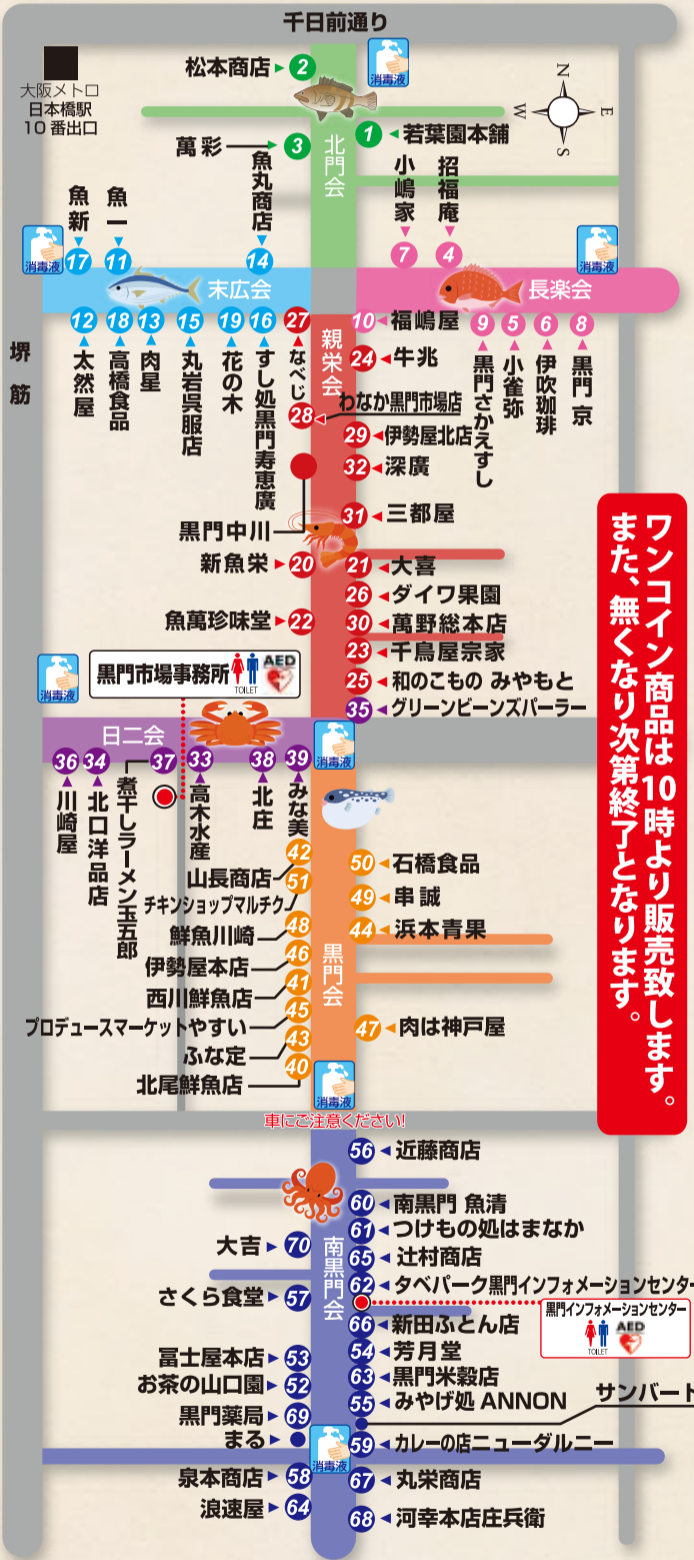 千日前通り
松本商店 2
消毒液
大阪メトロ
日本橋駅
10番出口
N
W E
S
萬彩 3
1 若葉園本舗
北門会
魚新
17
魚一
11
魚丸商店
14
小嶋家
7
招福庵
4
消毒液
消毒液
末広会
長楽会
12
太然屋
18
高橋食品
13
肉星
15
丸岩呉服店
19
花の木
16
すし処黒門寿恵廣
27
なべじ
10 福嶋屋
9
黒門さかえすし
5
小雀弥
6
伊吹珈琲
8
黒門 京
堺筋
親栄会
24 牛兆
28 わなか黒門市場店
29 伊勢屋北店
32 深廣
黒門中川
31 三都屋
新魚栄 20
21 大喜
26 ダイワ果園
魚萬珍味堂 22
30 萬野総本店
23 千鳥屋宗家
25 和のこもの みやもと
35 グリーンビーンズパーラー
ワンコイン商品は10時より販売致します。
また、無くなり次第終了となります。
消毒液
黒門市場事務所
TOILET
AED
日二会
消毒液
36
川崎屋
34
北口洋品店
37
煮干しラーメン玉五郎
33
高木水産
38
北庄
39
みな美
42
山長商店
51
チキンショップマルチク
50 石橋食品
49 串誠
鮮魚川崎 48
44 浜本青果
伊勢屋本店 46
黒門会
西川鮮魚店 41
プロデュースマーケットやすい 45
47 肉は神戸屋
ふな定 43
北尾鮮魚店 40
消毒液
車にご注意ください!
56 近藤商店
60 南黒門 魚清
61 つけもの処はまなか
大吉 70
南黒門会
65 辻村商店
62 タベパーク黒門インフォメーションセンター
さくら食堂 57
黒門インフォメーションセンター
TOILET
AED
66 新田ふとん店
冨士屋本店 53
54 芳月堂
お茶の山口園 52
63 黒門米穀店
黒門薬局 69
55 みやげ処 ANNON
サンバード
まる
消毒液
59 カレーの店ニューダルニー
泉本商店 58
67 丸栄商店
浪速屋 64
68 河幸本店庄兵衛